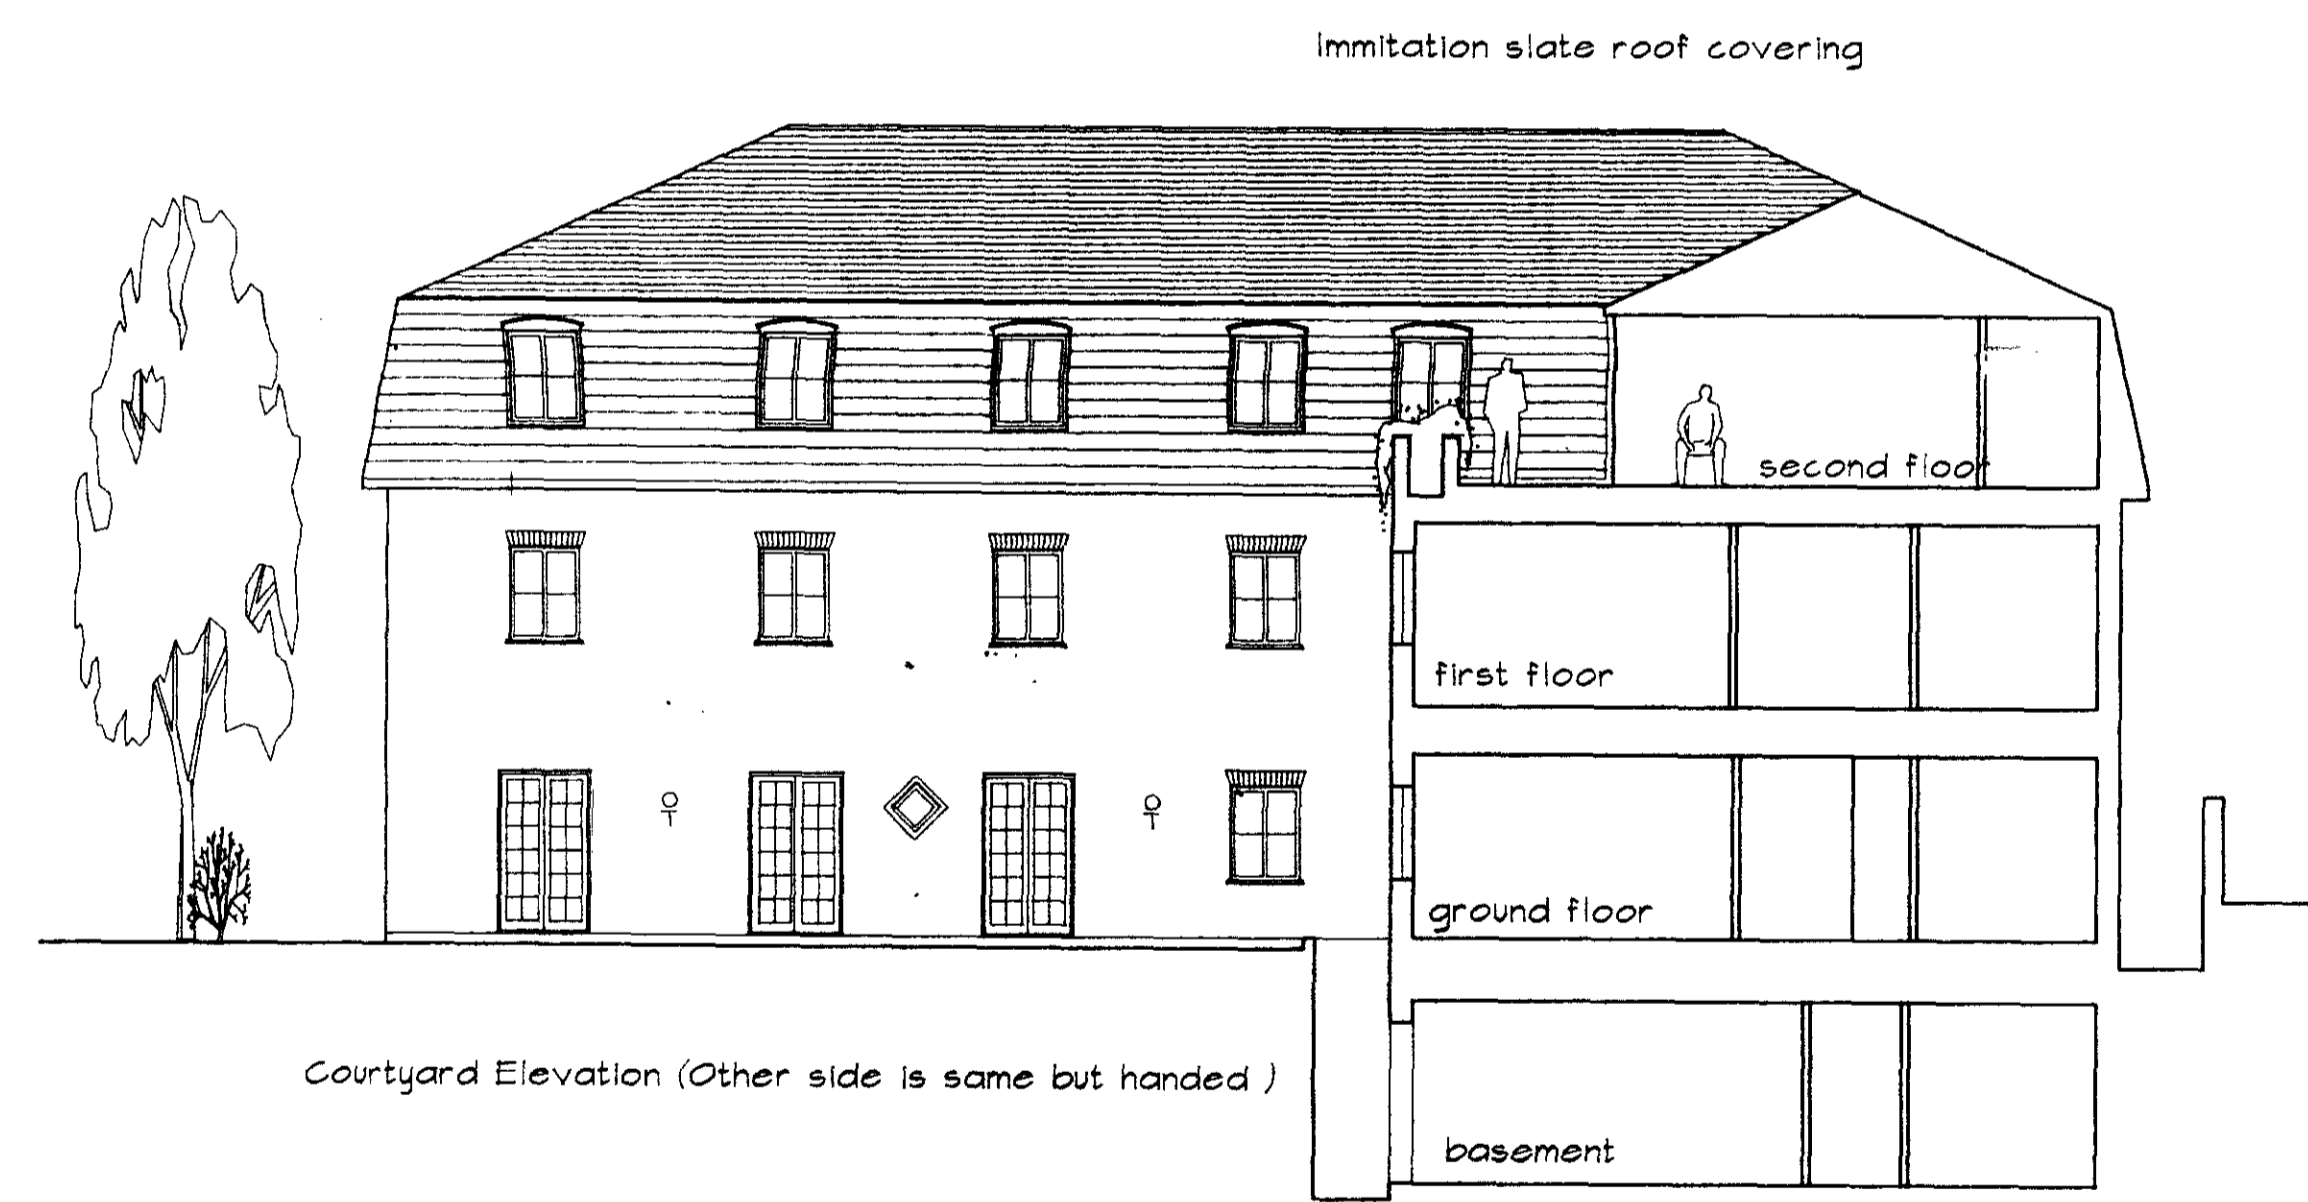 Immitation slate roof covering
second floor
first floor
ground floor
Courtyard Elevation (Other side is same but handed )
basement